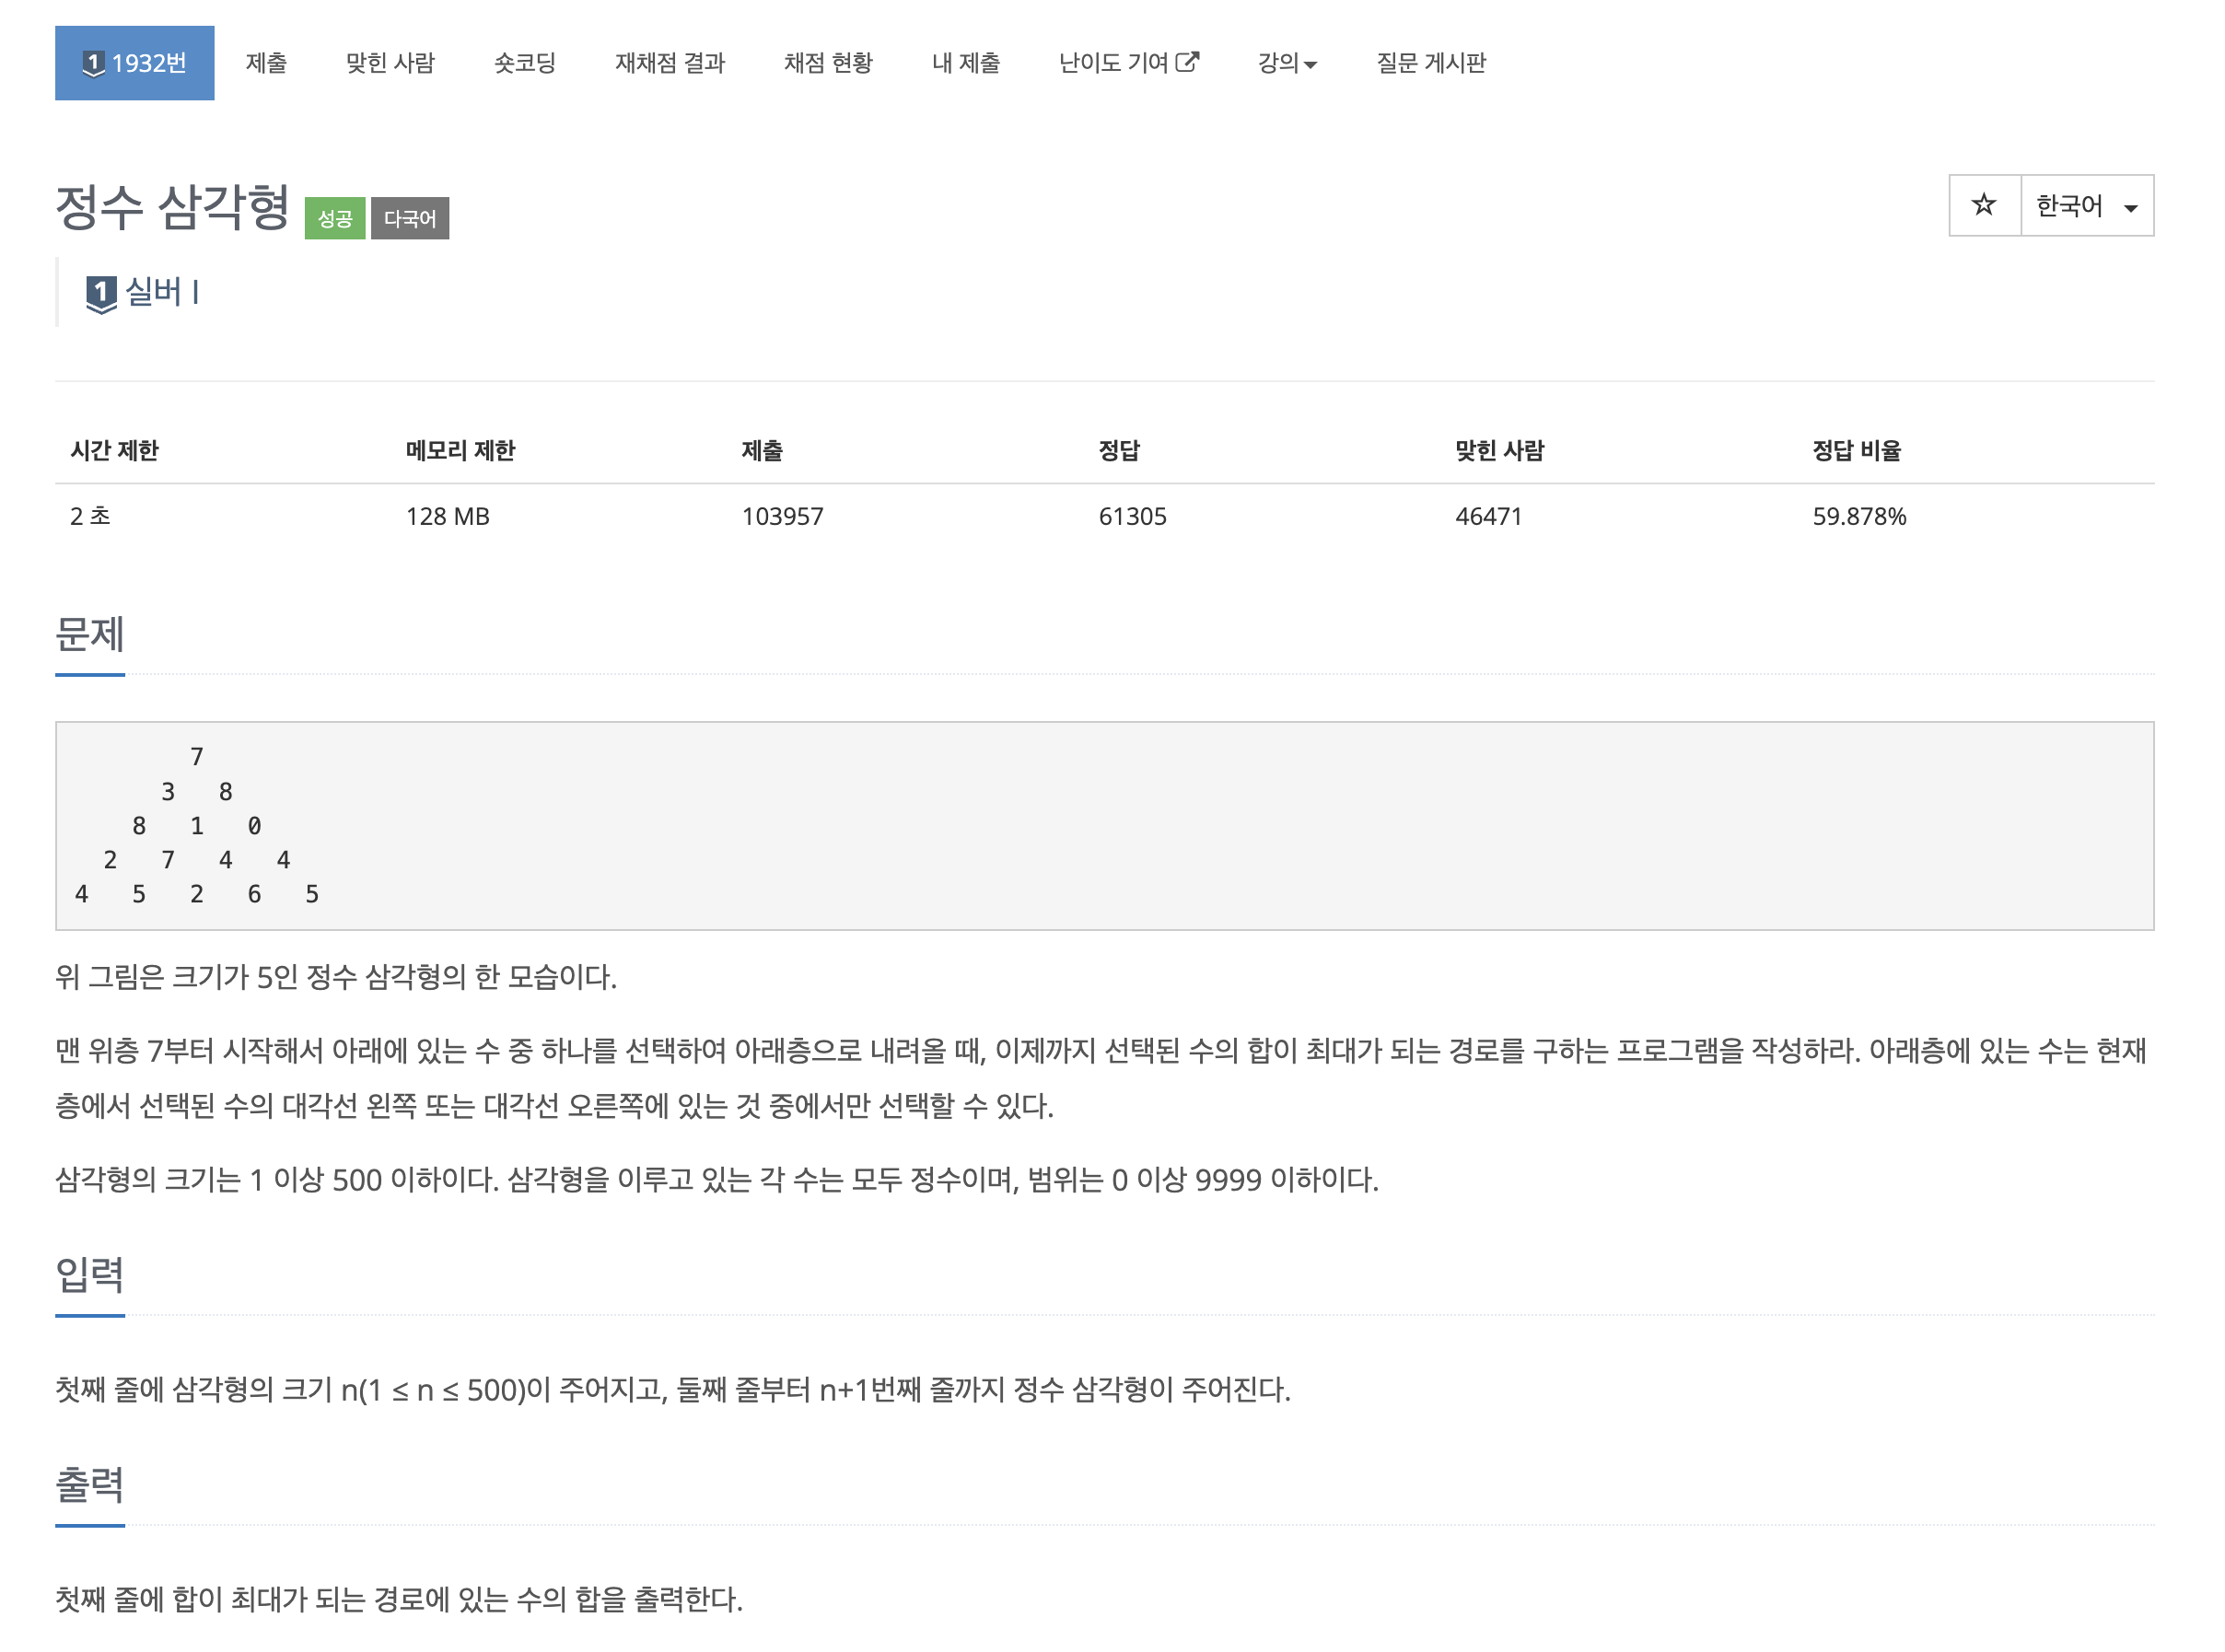 1 1932번 제출 맞힌 사람 숏코딩 재채점 결과 채점 현황 내 제출 난이도 기여 강의 질문 게시판
정수 삼각형 성공 다국어 ☆ 한국어
1 실버 I
시간 제한 메모리 제한 제출 정답 맞힌 사람 정답 비율
2 초 128 MB 103957 61305 46471 59.878%
문제
7
3 8
8 1 0
2 7 4 4
4 5 2 6 5
위 그림은 크기가 5인 정수 삼각형의 한 모습이다.
맨 위층 7부터 시작해서 아래에 있는 수 중 하나를 선택하여 아래층으로 내려올 때, 이제까지 선택된 수의 합이 최대가 되는 경로를 구하는 프로그램을 작성하라. 아래층에 있는 수는 현재
층에서 선택된 수의 대각선 왼쪽 또는 대각선 오른쪽에 있는 것 중에서만 선택할 수 있다.
삼각형의 크기는 1 이상 500 이하이다. 삼각형을 이루고 있는 각 수는 모두 정수이며, 범위는 0 이상 9999 이하이다.
입력
첫째 줄에 삼각형의 크기 n(1 ≤ n ≤ 500)이 주어지고, 둘째 줄부터 n+1번째 줄까지 정수 삼각형이 주어진다.
출력
첫째 줄에 합이 최대가 되는 경로에 있는 수의 합을 출력한다.